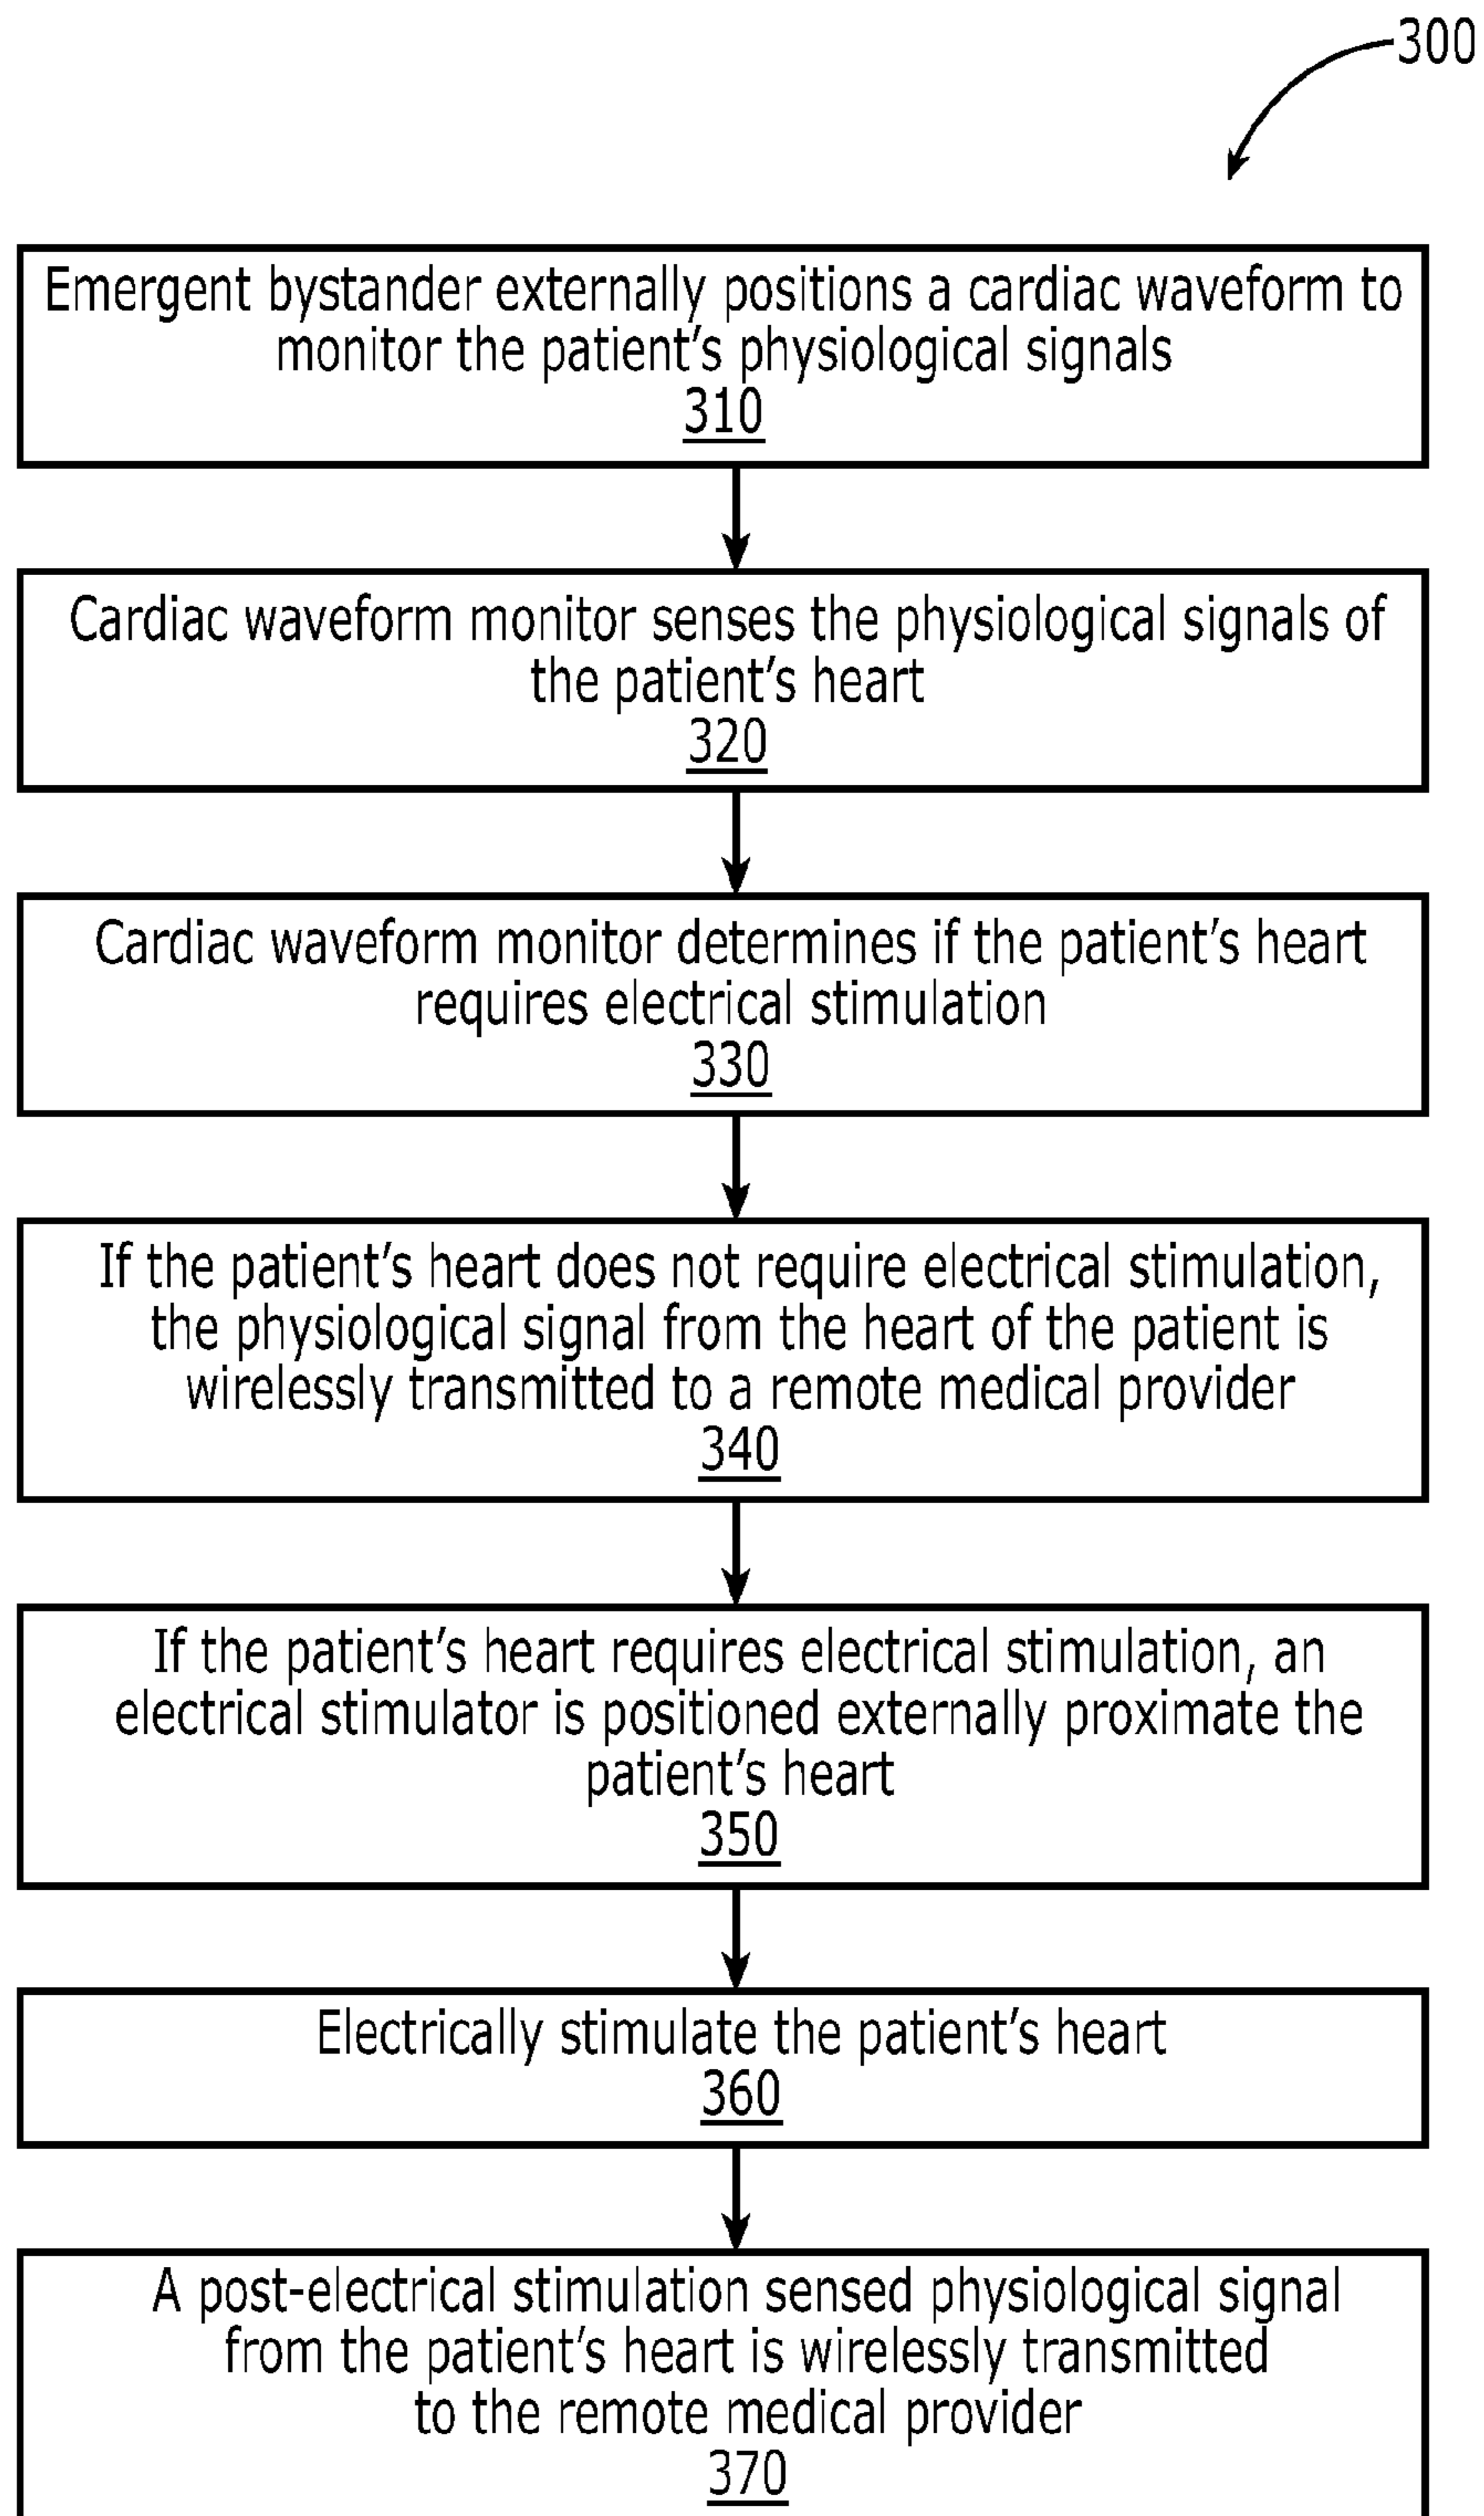 300
Emergent bystander externally positions a cardiac waveform to
monitor the patient's physiological signals
310
Cardiac waveform monitor senses the physiological signals of
the patient's heart
320
Cardiac waveform monitor determines if the patient's heart
requires electrical stimulation
330
If the patient's heart does not require electrical stimulation,
the physiological signal from the heart of the patient is
wirelessly transmitted to a remote medical provider
340
If the patient's heart requires electrical stimulation, an
electrical stimulator is positioned externally proximate the
patient's heart
350
Electrically stimulate the patient's heart
360
A post-electrical stimulation sensed physiological signal
from the patient's heart is wirelessly transmitted
to the remote medical provider
370